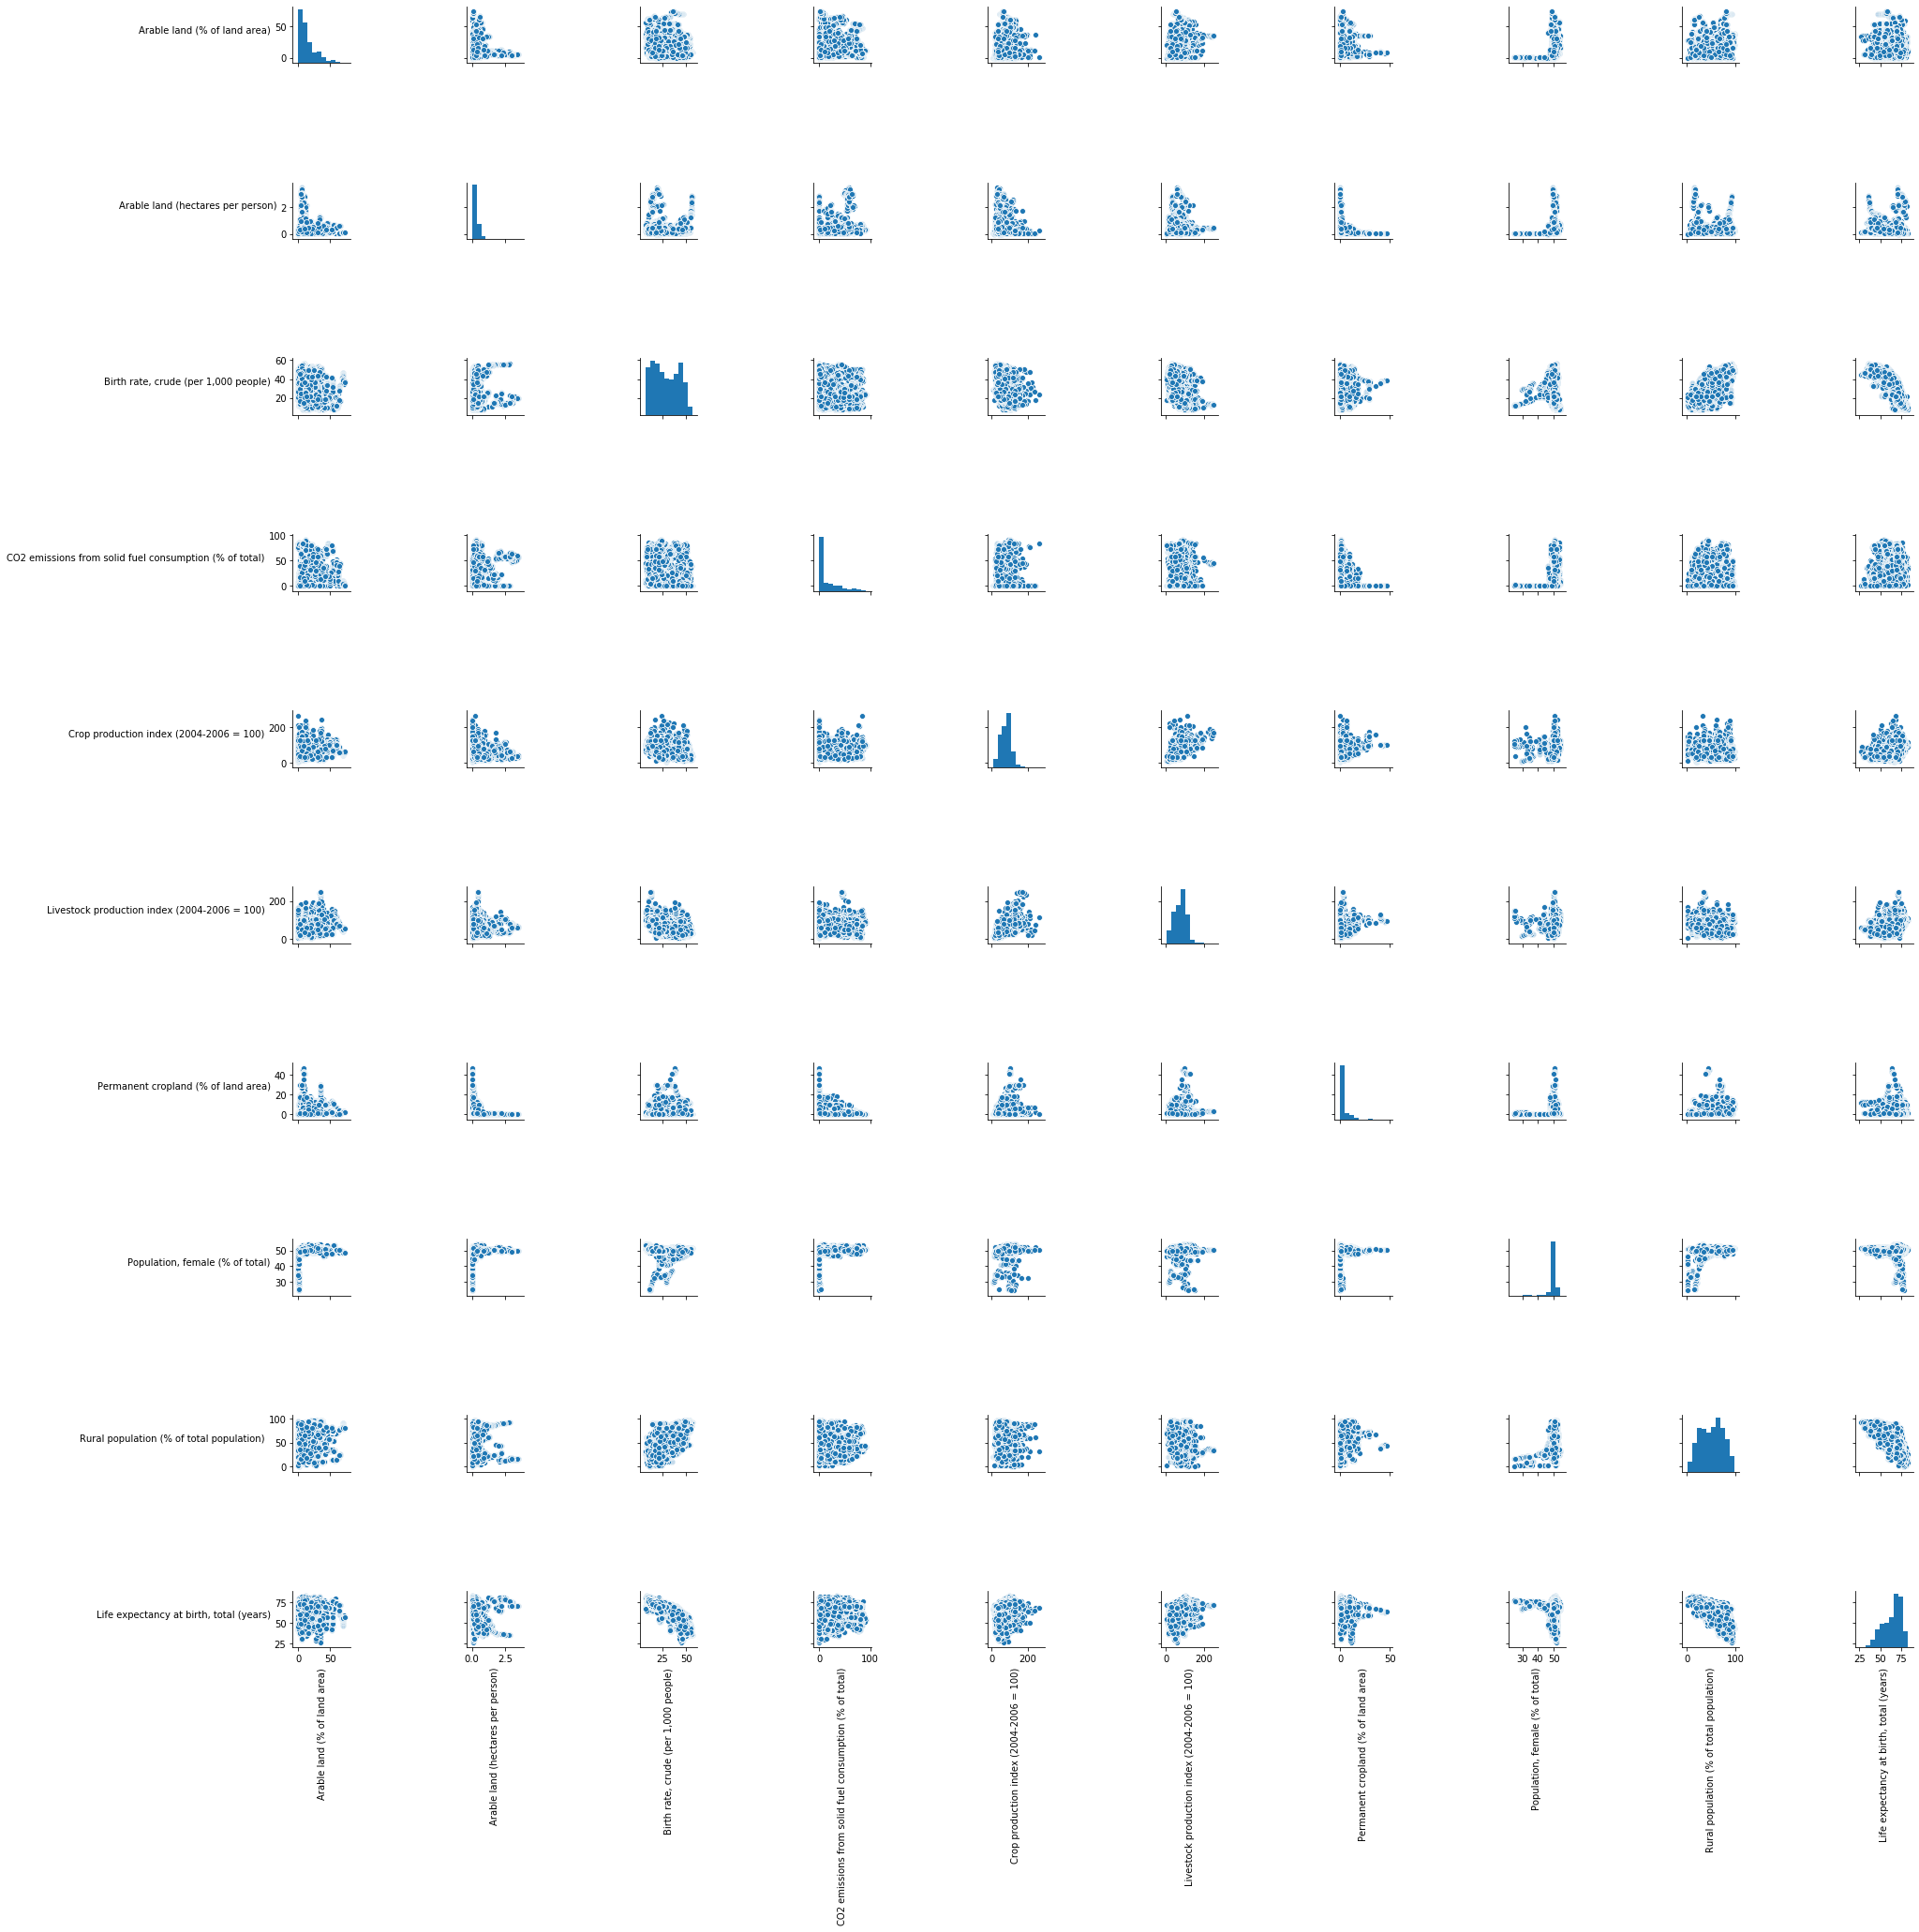 Arable land (% of land area)
50
0
Arable land (hectares per person)
2
0
Birth rate, crude (per 1,000 people)
60
40
20
CO2 emissions from solid fuel consumption (% of total)
100
50
0
Crop production index (2004-2006 = 100)
200
0
Livestock production index (2004-2006 = 100)
200
0
Permanent cropland (% of land area)
40
20
0
Population, female (% of total)
50
40
30
Rural population (% of total population)
100
50
0
Life expectancy at birth, total (years)
75
50
25
0 50
0.0 2.5
25 50
0 100
0 200
0 200
0 50
30 40 50
0 100
25 50 75
Arable land (% of land area)
Arable land (hectares per person)
Birth rate, crude (per 1,000 people)
CO2 emissions from solid fuel consumption (% of total)
Crop production index (2004-2006 = 100)
Livestock production index (2004-2006 = 100)
Permanent cropland (% of land area)
Population, female (% of total)
Rural population (% of total population)
Life expectancy at birth, total (years)